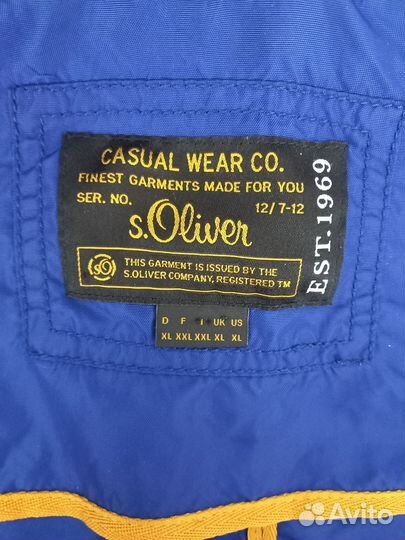 CASUAL WEAR CO.
FINEST GARMENTS MADE FOR YOU
SER. NO. 12/7-12
s.Oliver
EST. 1969
sO
THIS GARMENT IS ISSUED BY THE
S.OLIVER COMPANY, REGISTERED TM
D F I UK US
XL XXL XXL XL XL
Avito